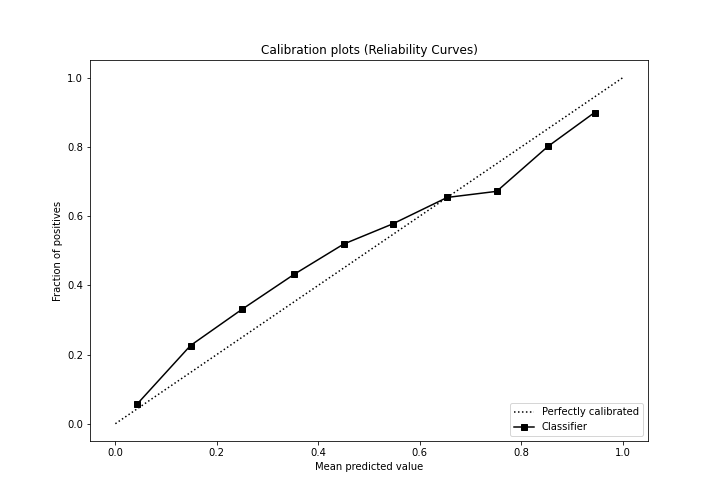 Calibration plots (Reliability Curves)
Fraction of positives
1.0
0.8
0.6
0.4
0.2
0.0
0.0 0.2 0.4 0.6 0.8 1.0
Mean predicted value
Perfectly calibrated
Classifier